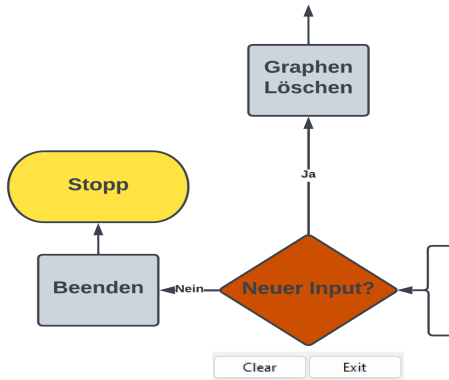 Graphen
Löschen
Ja
Stopp
Beenden
Nein
Neuer Input?
Clear
Exit